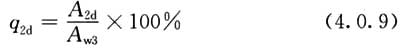 q₂d = A₂d / Aw3 × 100% (4.0.9)